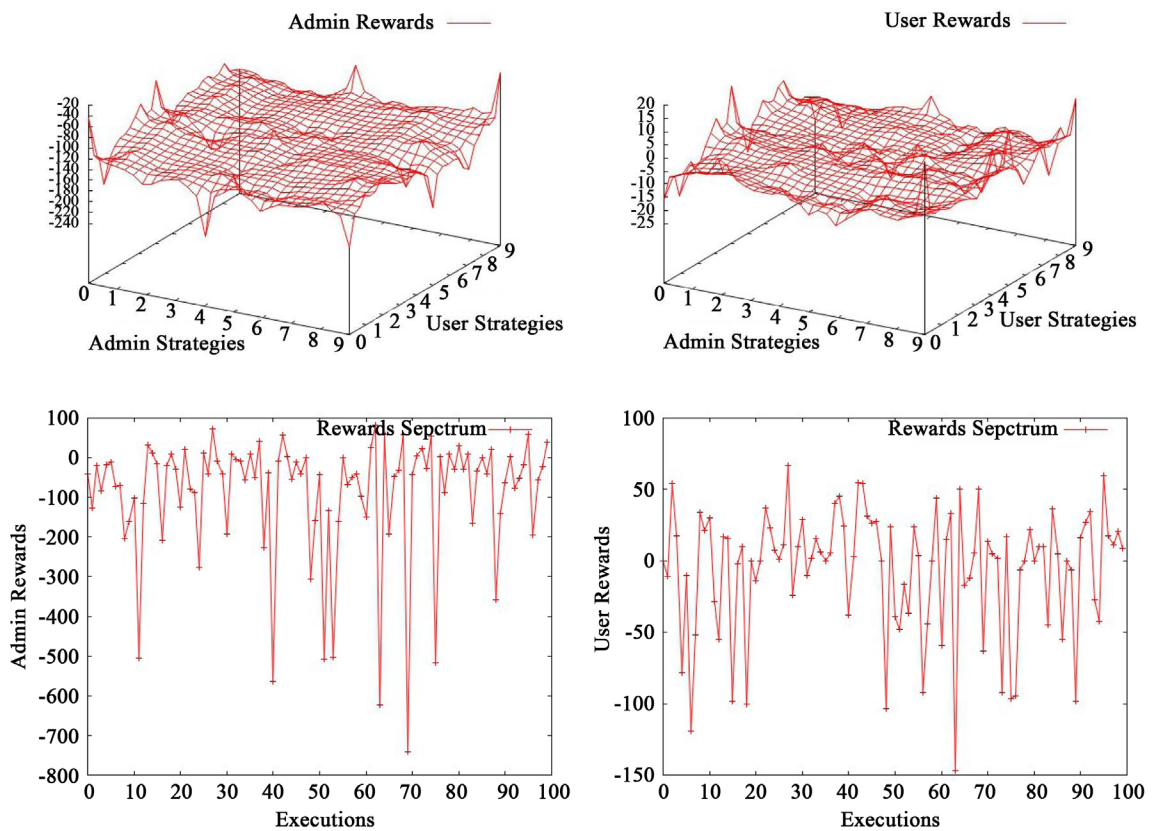 Admin Rewards
-20
-40
-60
-80
-100
-120
-140
-160
-180
-200
-220
-240
0 1 2 3 4 5 6 7 8 9
Admin Strategies
0 1 2 3 4 5 6 7 8 9
User Strategies
User Rewards
20
15
10
5
0
-5
-10
-15
-20
-25
0 1 2 3 4 5 6 7 8 9
Admin Strategies
0 1 2 3 4 5 6 7 8 9
User Strategies
Rewards Sepctrum
Admin Rewards
100
0
-100
-200
-300
-400
-500
-600
-700
-800
0 10 20 30 40 50 60 70 80 90 100
Executions
Rewards Sepctrum
User Rewards
100
50
0
-50
-100
-150
0 10 20 30 40 50 60 70 80 90 100
Executions